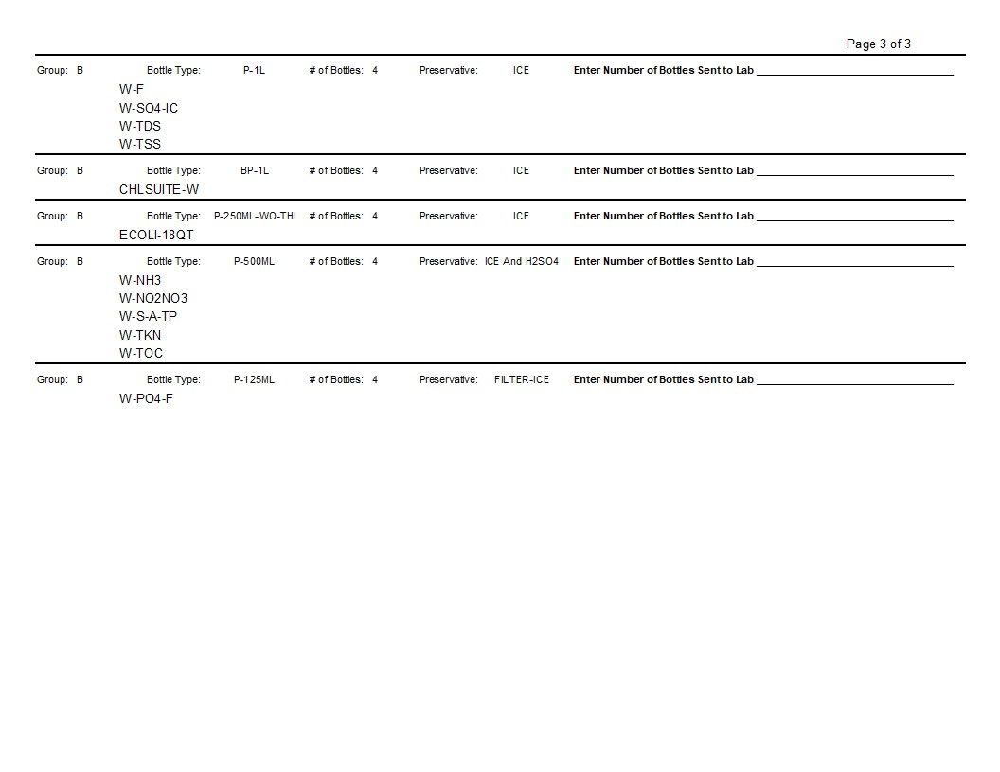 Page 3 of 3
Group: B Bottle Type: P-1L # of Bottles: 4 Preservative: ICE Enter Number of Bottles Sent to Lab
W-F
W-SO4-IC
W-TDS
W-TSS
Group: B Bottle Type: BP-1L # of Bottles: 4 Preservative: ICE Enter Number of Bottles Sent to Lab
CHLSUITE-W
Group: B Bottle Type: P-250ML-WO-THI # of Bottles: 4 Preservative: ICE Enter Number of Bottles Sent to Lab
ECOLI-18QT
Group: B Bottle Type: P-500ML # of Bottles: 4 Preservative: ICE And H2SO4 Enter Number of Bottles Sent to Lab
W-NH3
W-NO2NO3
W-S-A-TP
W-TKN
W-TOC
Group: B Bottle Type: P-125ML # of Bottles: 4 Preservative: FILTER-ICE Enter Number of Bottles Sent to Lab
W-PO4-F